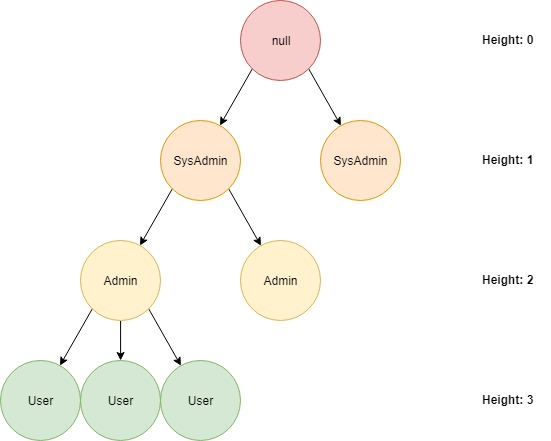 null
Height: 0
SysAdmin
SysAdmin
Height: 1
Admin
Admin
Height: 2
User
User
User
Height: 3